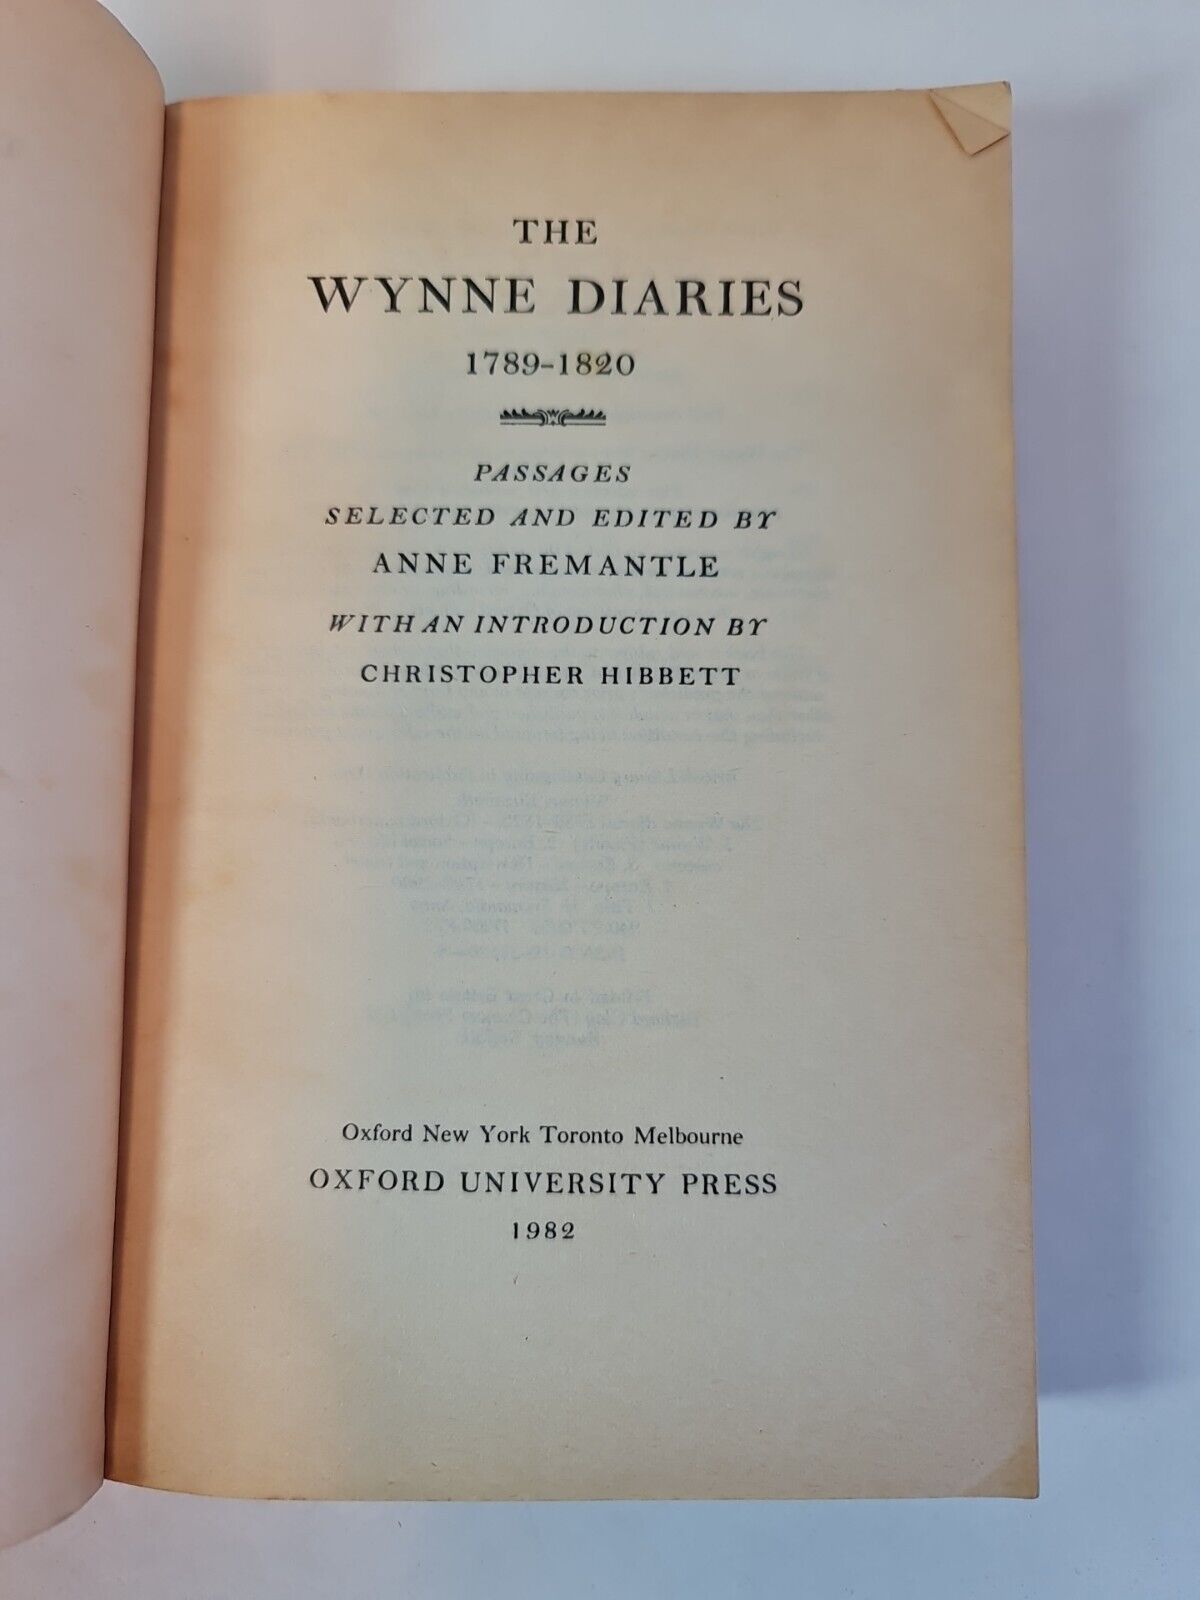 THE
WYNNE DIARIES
1789-1820
PASSAGES
SELECTED AND EDITED BY
ANNE FREMANTLE
WITH AN INTRODUCTION BY
CHRISTOPHER HIBBETT
Oxford New York Toronto Melbourne
OXFORD UNIVERSITY PRESS
1982